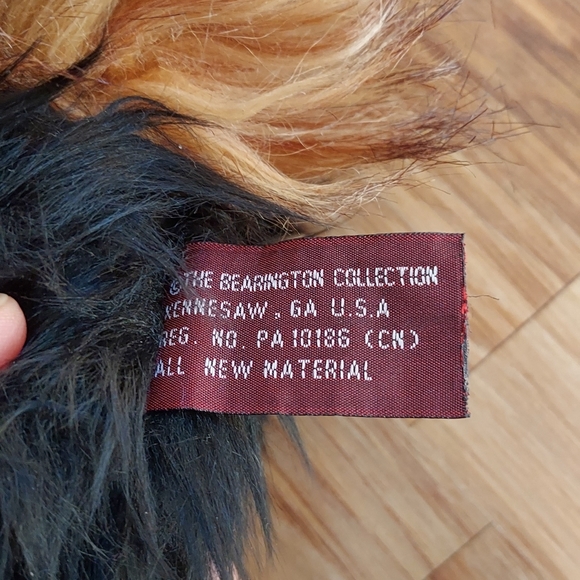 © THE BEARINGTON COLLECTION
KENNESAW, GA U.S.A
REG. NO. PA 10186 (CN)
ALL NEW MATERIAL